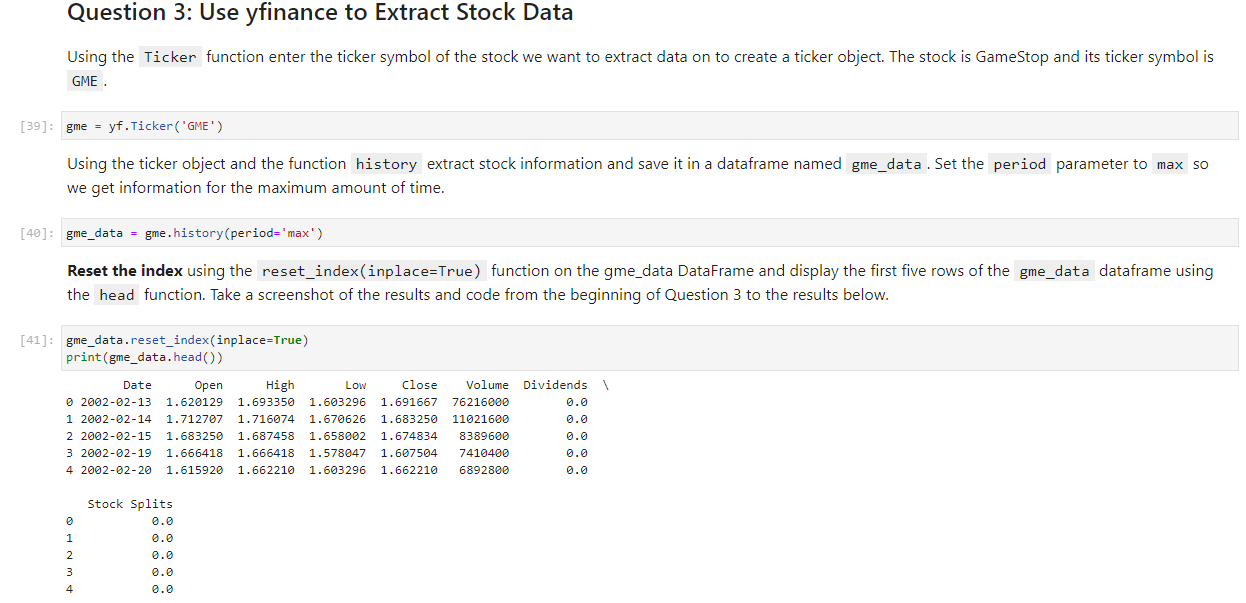 Question 3: Use yfinance to Extract Stock Data
Using the Ticker function enter the ticker symbol of the stock we want to extract data on to create a ticker object. The stock is GameStop and its ticker symbol is
GME .
[39]: gme = yf.Ticker('GME')
Using the ticker object and the function history extract stock information and save it in a dataframe named gme_data. Set the period parameter to max so
we get information for the maximum amount of time.
[40]: gme_data = gme.history(period='max')
Reset the index using the reset_index(inplace=True) function on the gme_data DataFrame and display the first five rows of the gme_data dataframe using
the head function. Take a screenshot of the results and code from the beginning of Question 3 to the results below.
[41]: gme_data.reset_index(inplace=True)
print(gme_data.head())
Date Open High Low Close Volume Dividends \
0 2002-02-13 1.620129 1.693350 1.603296 1.691667 76216000 0.0
1 2002-02-14 1.712707 1.716074 1.670626 1.683250 11021600 0.0
2 2002-02-15 1.683250 1.687458 1.658002 1.674834 8389600 0.0
3 2002-02-19 1.666418 1.666418 1.578047 1.607504 7410400 0.0
4 2002-02-20 1.615920 1.662210 1.603296 1.662210 6892800 0.0
Stock Splits
0 0.0
1 0.0
2 0.0
3 0.0
4 0.0